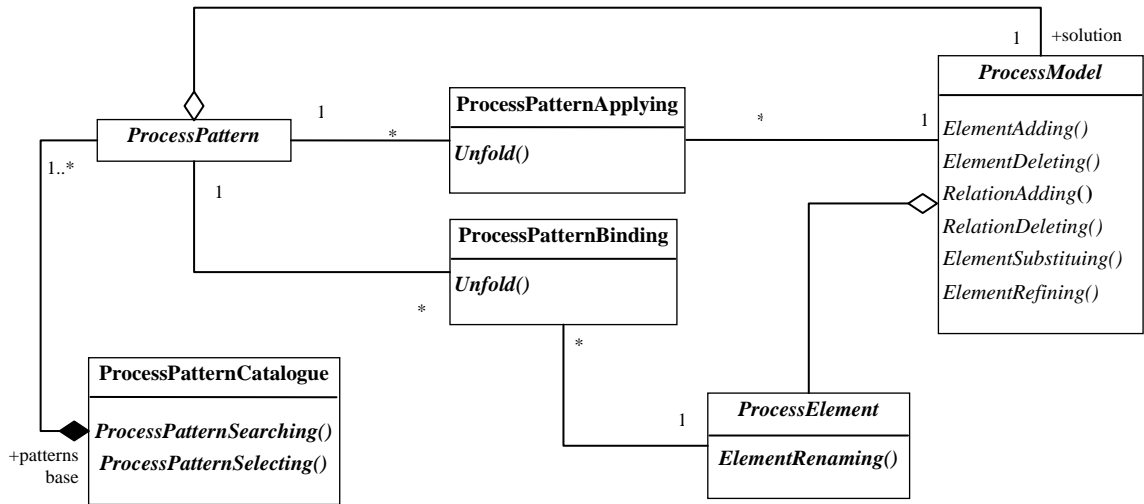 1
+solution
ProcessModel
ElementAdding()
ElementDeleting()
RelationAdding()
RelationDeleting()
ElementSubstituing()
ElementRefining()
ProcessPatternApplying
Unfold()
ProcessPattern
1
*
*
1
1..*
1
ProcessPatternBinding
Unfold()
*
*
ProcessPatternCatalogue
ProcessPatternSearching()
ProcessPatternSelecting()
+patterns
base
1
ProcessElement
ElementRenaming()